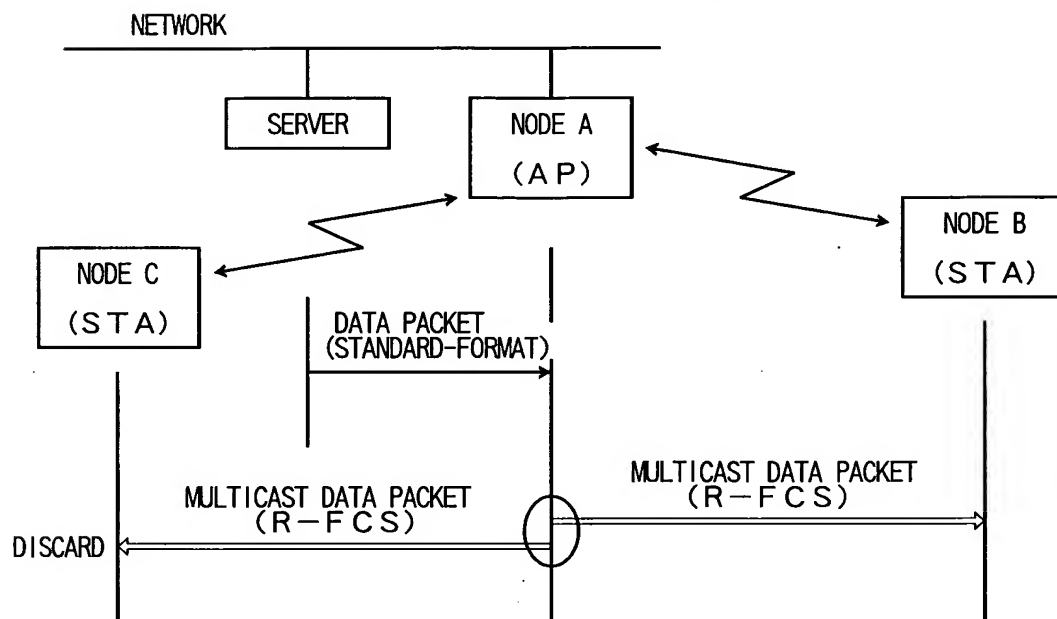 NETWORK
SERVER
NODE A
(AP)
NODE B
(STA)
NODE C
(STA)
DATA PACKET
(STANDARD-FORMAT)
MULTICAST DATA PACKET
(R-FCS)
MULTICAST DATA PACKET
(R-FCS)
DISCARD